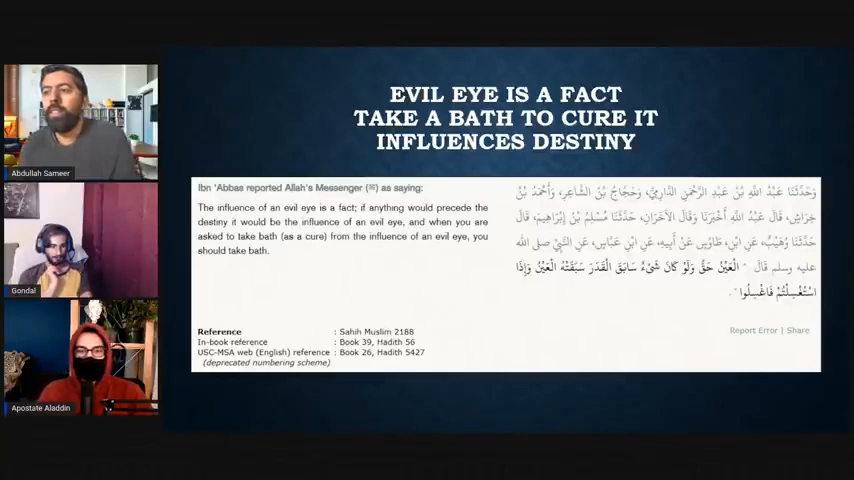 EVIL EYE IS A FACT
TAKE A BATH TO CURE IT
INFLUENCES DESTINY
Abdullah Sameer
Gondal
Apostate Aladdin
Ibn 'Abbas reported Allah's Messenger (ﷺ) as saying:
The influence of an evil eye is a fact; if anything would precede the
destiny it would be the influence of an evil eye, and when you are
asked to take bath (as a cure) from the influence of an evil eye, you
should take bath.
وَحَدَّثَنَا عَبْدُ اللَّهِ بْنُ عَبْدِ الرَّحْمَنِ الدَّارِمِيُّ، وَحَجَّاجُ بْنُ الشَّاعِرِ، وَأَحْمَدُ بْنُ
خِرَاشٍ، قَالَ عَبْدُ اللَّهِ أَخْبَرَنَا وَقَالَ الآخَرَانِ، حَدَّثَنَا مُسْلِمُ بْنُ إِبْرَاهِيمَ، قَالَ
حَدَّثَنَا وُهَيْبٌ، عَنِ ابْنِ طَاوُسٍ، عَنْ أَبِيهِ، عَنِ ابْنِ عَبَّاسٍ، عَنِ النَّبِيِّ صلى الله
عليه وسلم قَالَ " الْعَيْنُ حَقٌّ وَلَوْ كَانَ شَىْءٌ سَابَقَ الْقَدَرَ سَبَقَتْهُ الْعَيْنُ وَإِذَا
اسْتُغْسِلْتُمْ فَاغْسِلُوا " .
Reference : Sahih Muslim 2188
In-book reference : Book 39, Hadith 56
USC-MSA web (English) reference : Book 26, Hadith 5427
(deprecated numbering scheme)
Report Error | Share